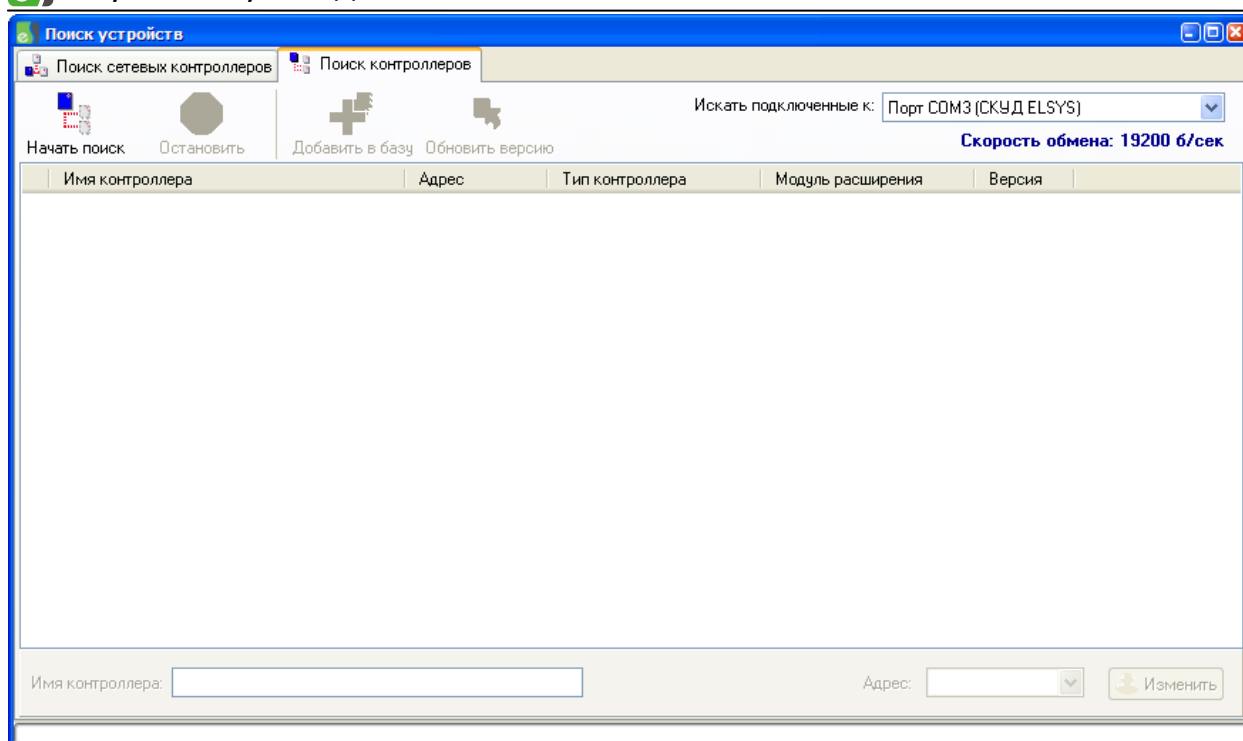 Поиск устройств
Поиск сетевых контроллеров Поиск контроллеров
Искать подключенные к: Порт COM3 (СКУД ELSYS)
Начать поиск Остановить Добавить в базу Обновить версию Скорость обмена: 19200 б/сек
Имя контроллера Адрес Тип контроллера Модуль расширения Версия
Имя контроллера: Адрес: Изменить